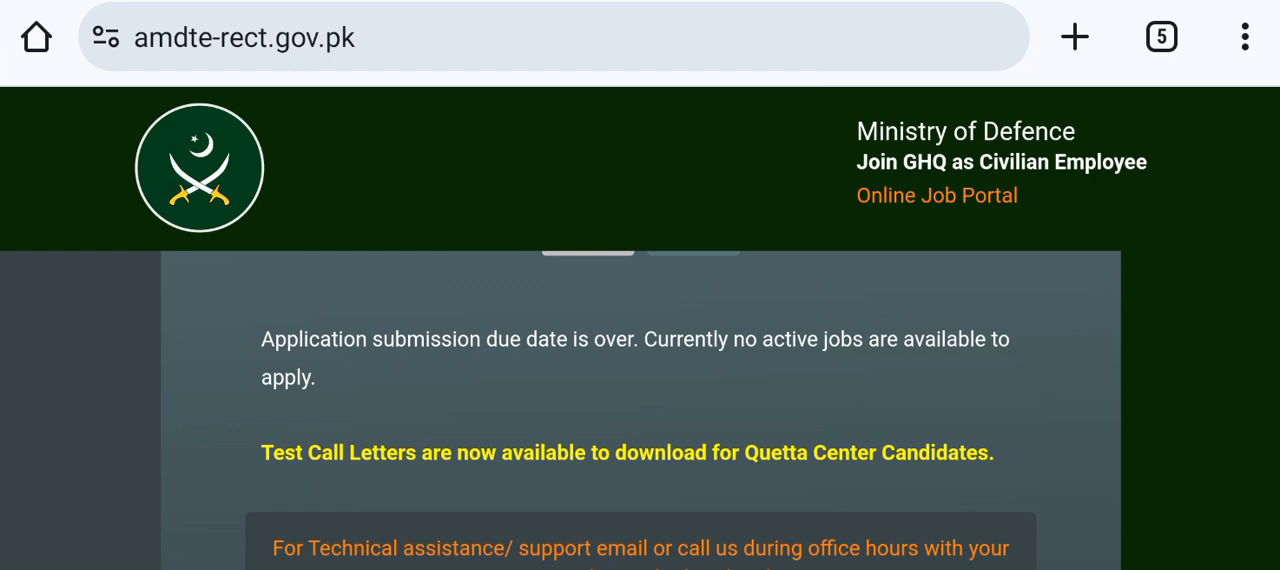 amdte-rect.gov.pk
5
Ministry of Defence
Join GHQ as Civilian Employee
Online Job Portal
Application submission due date is over. Currently no active jobs are available to
apply.
Test Call Letters are now available to download for Quetta Center Candidates.
For Technical assistance/ support email or call us during office hours with your